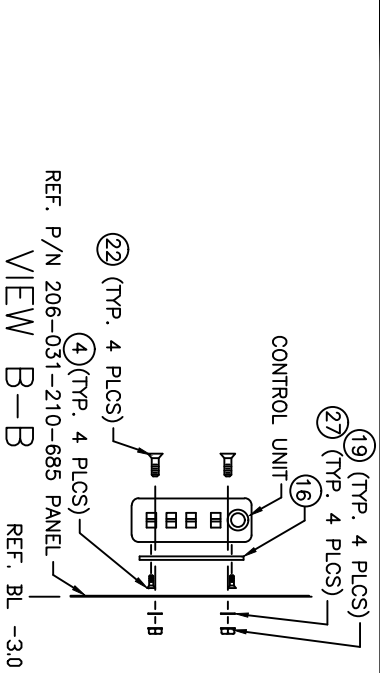 19 (TYP. 4 PLCS)
27 (TYP. 4 PLCS)
16
CONTROL UNIT
22 (TYP. 4 PLCS)
4 (TYP. 4 PLCS)
REF. P/N 206-031-210-685 PANEL
VIEW B-B
REF. BL -3.0